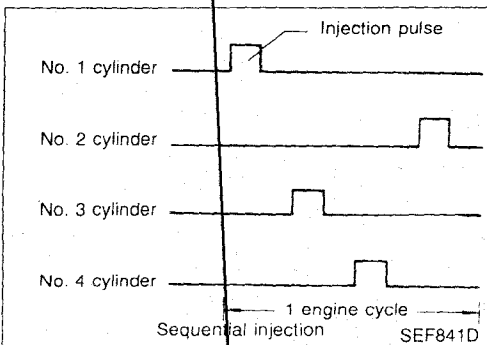 Injection pulse
No. 1 cylinder
No. 2 cylinder
No. 3 cylinder
No. 4 cylinder
1 engine cycle
Sequential injection
SEF841D